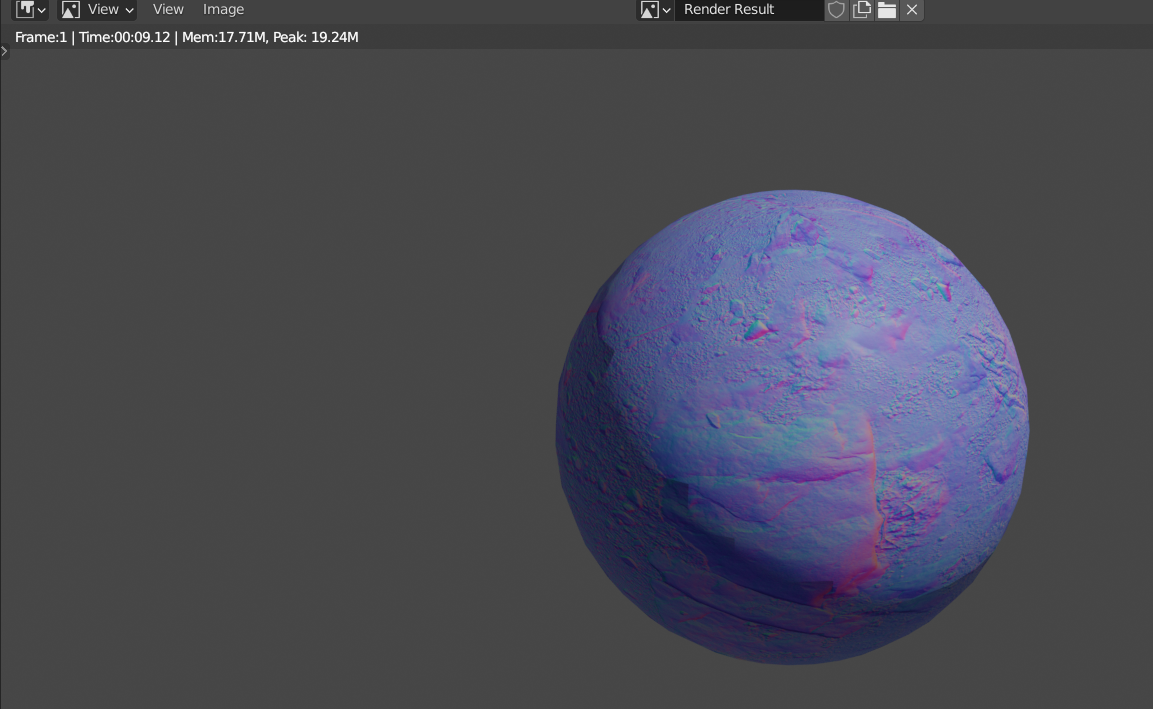 View View Image Render Result
Frame:1 | Time:00:09.12 | Mem:17.71M, Peak: 19.24M